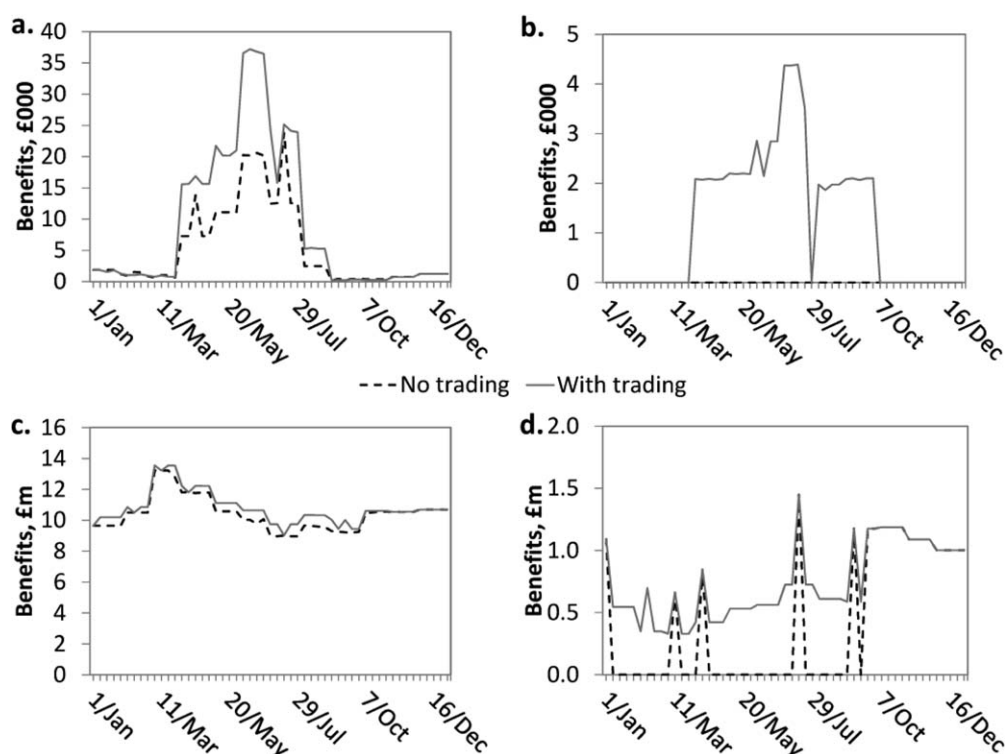 a.
Benefits, £000
40
35
30
25
20
15
10
5
0
1/Jan
11/Mar
20/May
29/Jul
7/Oct
16/Dec
b.
Benefits, £000
5
4
3
2
1
0
1/Jan
11/Mar
20/May
29/Jul
7/Oct
16/Dec
No trading With trading
c.
Benefits, £m
16
14
12
10
8
6
4
2
0
1/Jan
11/Mar
20/May
29/Jul
7/Oct
16/Dec
d.
Benefits, £m
2.0
1.5
1.0
0.5
0.0
1/Jan
11/Mar
20/May
29/Jul
7/Oct
16/Dec